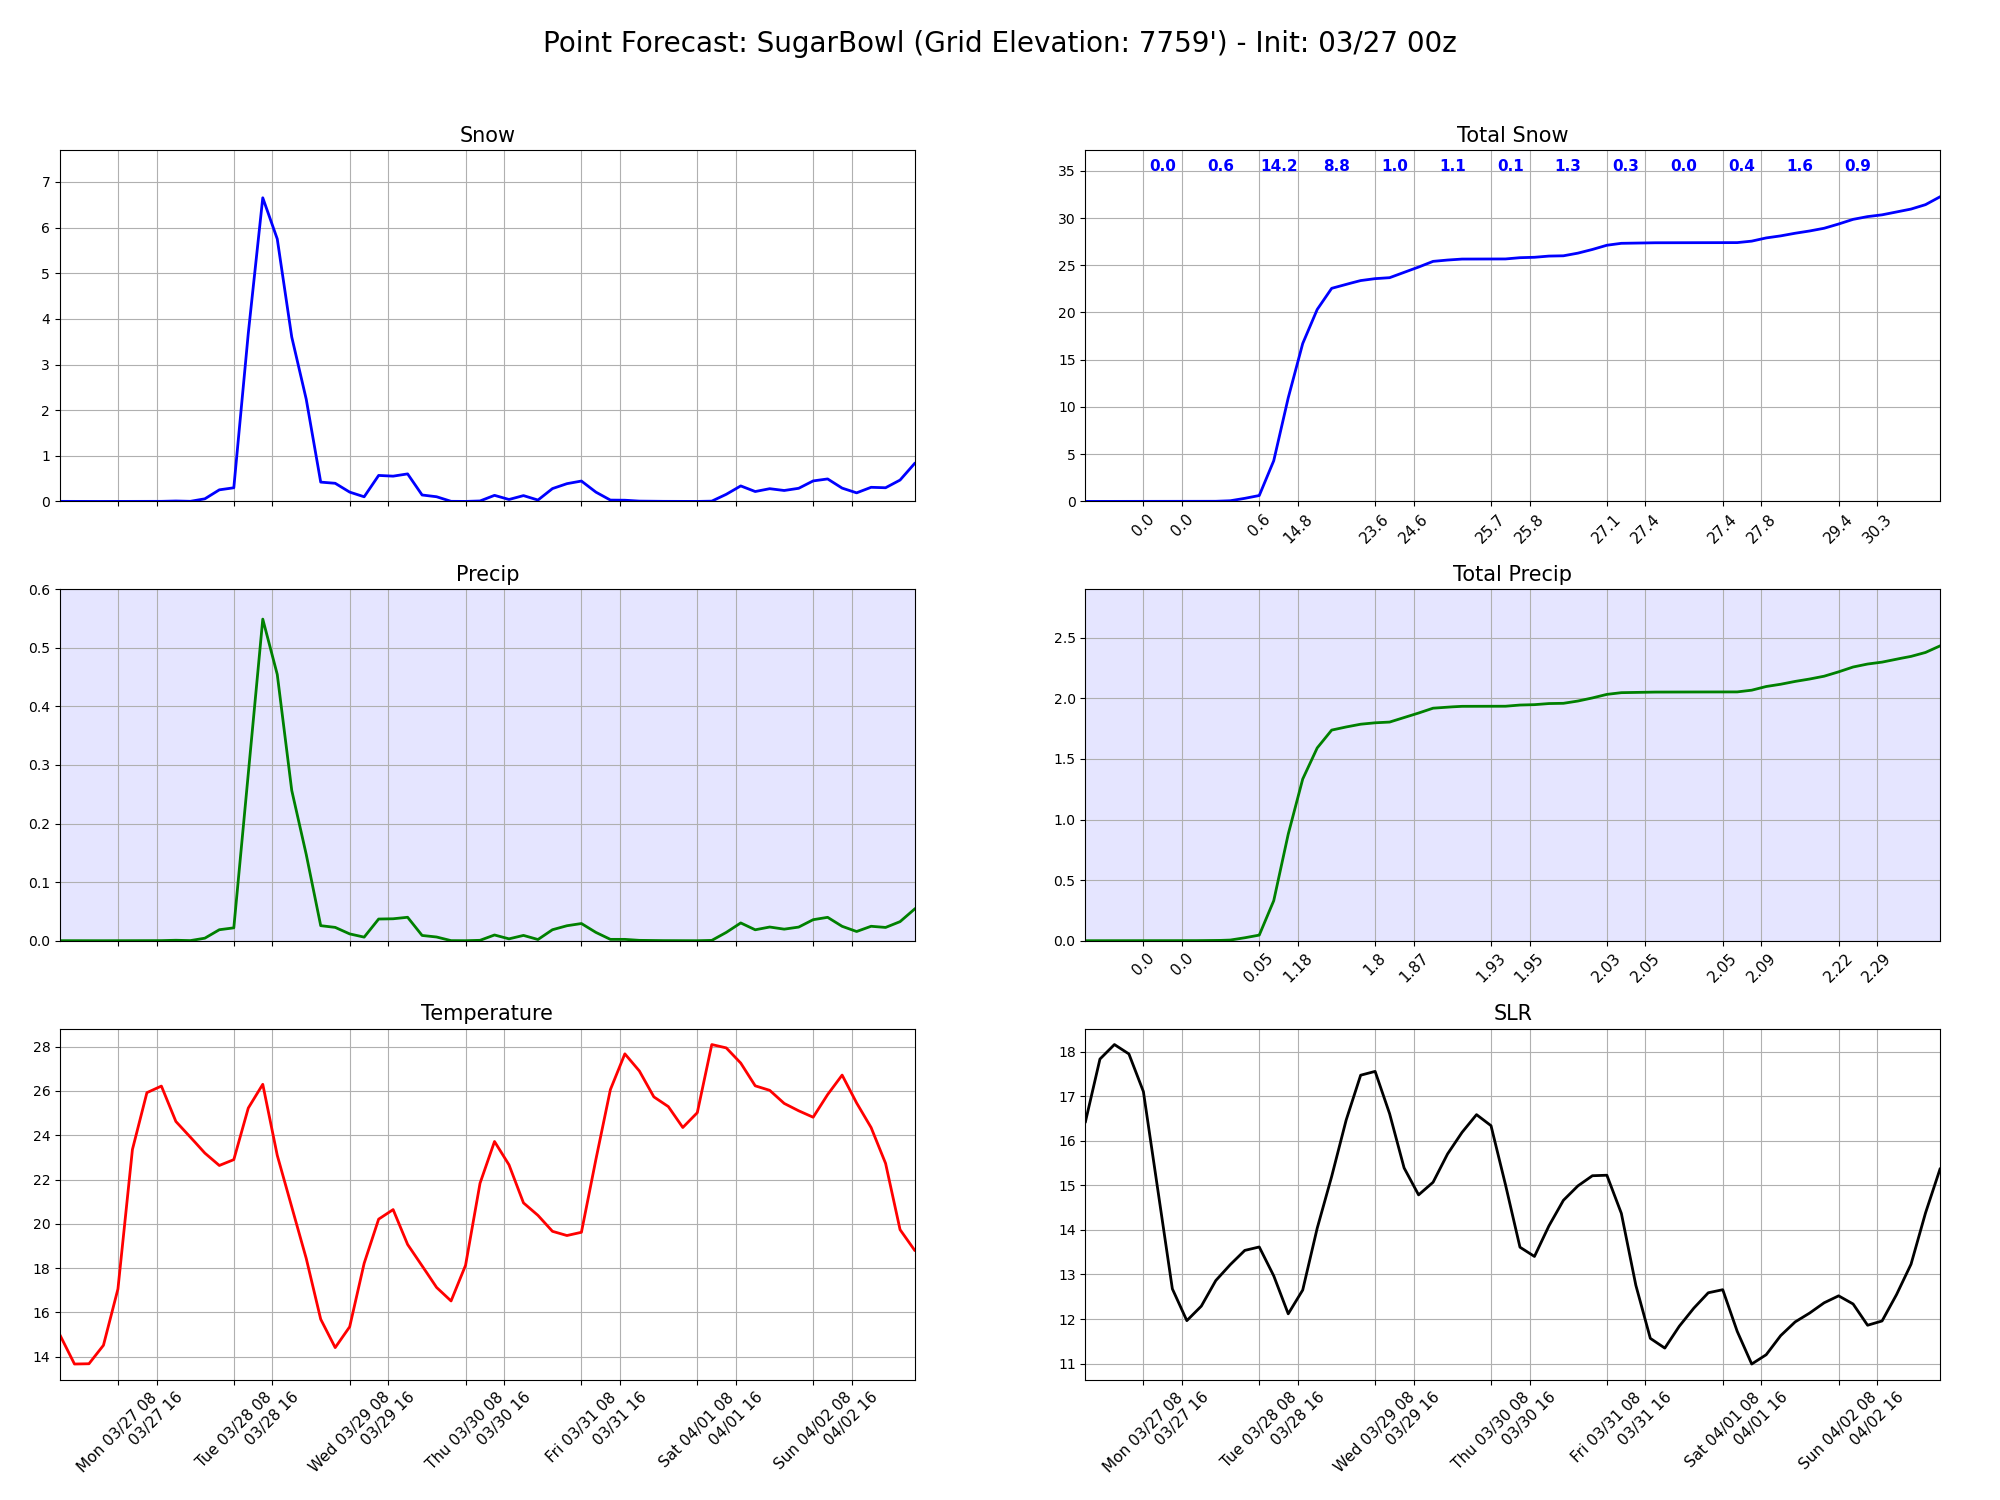 Point Forecast: SugarBowl (Grid Elevation: 7759') - Init: 03/27 00z
Snow
7
6
5
4
3
2
1
0
Total Snow
0.0 0.6 14.2 8.8 1.0 1.1 0.1 1.3 0.3 0.0 0.4 1.6 0.9
35
30
25
20
15
10
5
0
0.0 0.0 0.6 14.8 23.6 24.6 25.7 25.8 27.1 27.4 27.4 27.8 29.4 30.3
Precip
0.6
0.5
0.4
0.3
0.2
0.1
0.0
Total Precip
2.5
2.0
1.5
1.0
0.5
0.0
0.0 0.0 0.05 1.18 1.8 1.87 1.93 1.95 2.03 2.05 2.05 2.09 2.22 2.29
Temperature
28
26
24
22
20
18
16
14
Mon 03/27 08
03/27 16
Tue 03/28 08
03/28 16
Wed 03/29 08
03/29 16
Thu 03/30 08
03/30 16
Fri 03/31 08
03/31 16
Sat 04/01 08
04/01 16
Sun 04/02 08
04/02 16
SLR
18
17
16
15
14
13
12
11
Mon 03/27 08
03/27 16
Tue 03/28 08
03/28 16
Wed 03/29 08
03/29 16
Thu 03/30 08
03/30 16
Fri 03/31 08
03/31 16
Sat 04/01 08
04/01 16
Sun 04/02 08
04/02 16